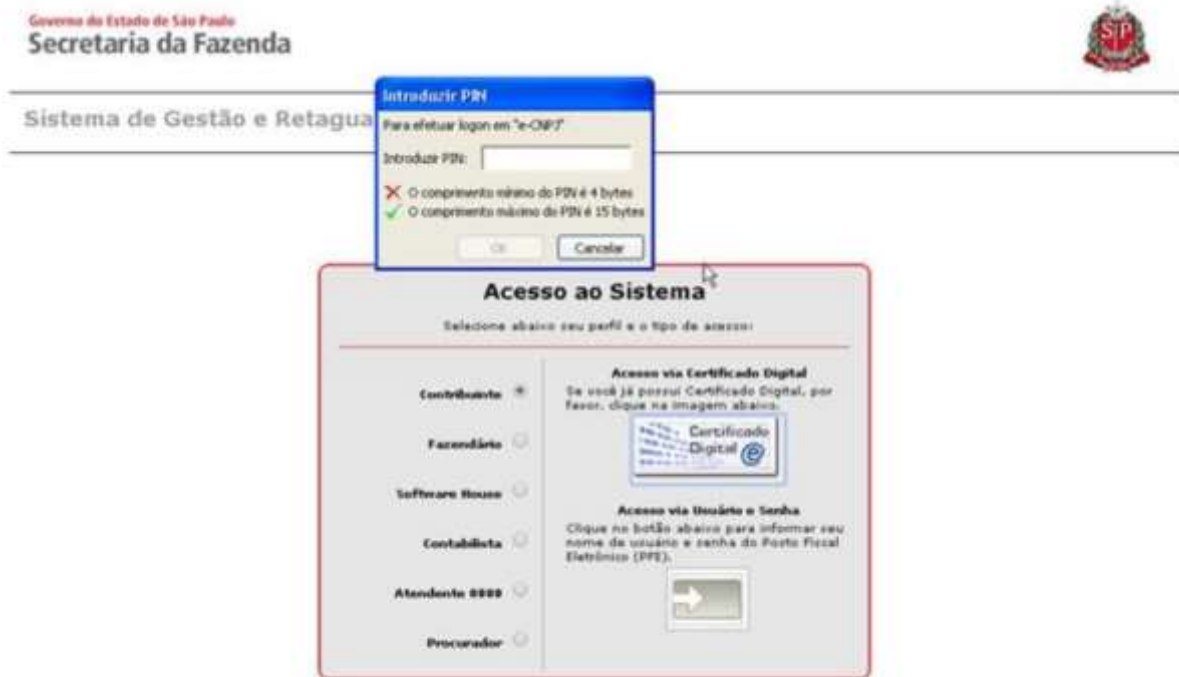 Governo do Estado de São Paulo
Secretaria da Fazenda
Sistema de Gestão e Retagua
Introduzir PIN
Para efetuar logon em "e-CNPJ"
Introduzir PIN:
O comprimento mínimo do PIN é 4 bytes
O comprimento máximo do PIN é 15 bytes
OK
Cancelar
Acesso ao Sistema
Selecione abaixo seu perfil e o tipo de acesso:
Contribuinte
Fazendário
Software House
Contabilista
Atendente
Procurador
Acesso via Certificado Digital
Se você já possui Certificado Digital, por
favor, clique na imagem abaixo.
Certificado
Digital
Acesso via Usuário e Senha
Clique no botão abaixo para informar seu
nome de usuário e senha do Posto Fiscal
Eletrônico (PFE).